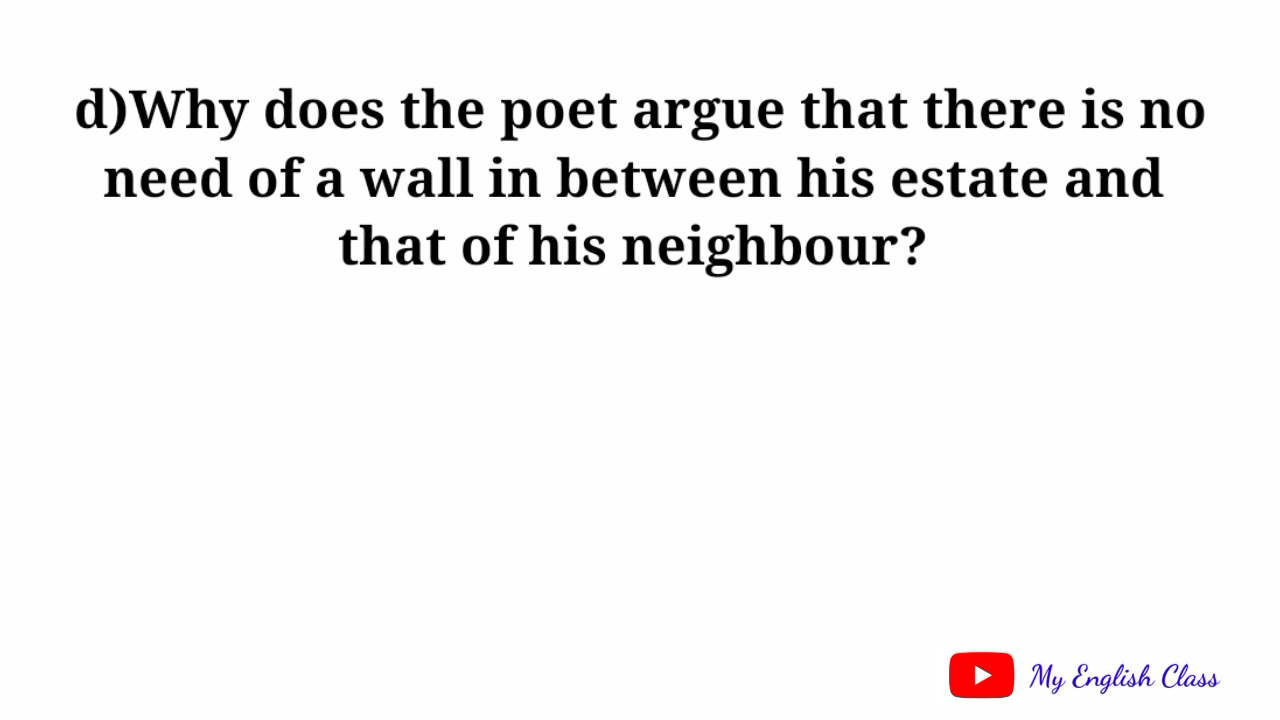 d)Why does the poet argue that there is no
need of a wall in between his estate and
that of his neighbour?
My English Class